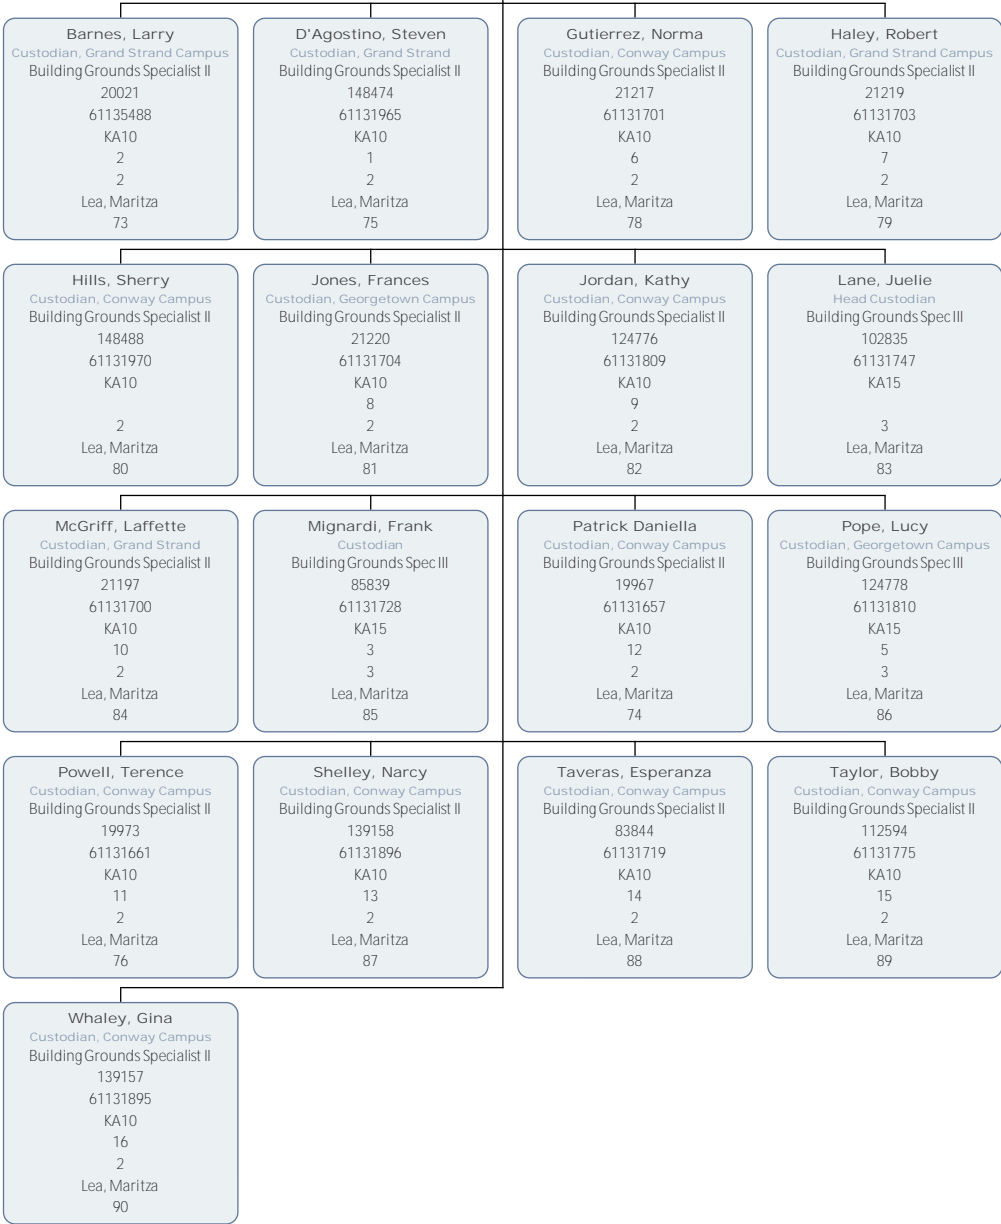 Barnes, Larry
Custodian, Grand Strand Campus
Building Grounds Specialist II
20021
61135488
KA10
2
2
Lea, Maritza
73
D'Agostino, Steven
Custodian, Grand Strand
Building Grounds Specialist II
148474
61131965
KA10
1
2
Lea, Maritza
75
Gutierrez, Norma
Custodian, Conway Campus
Building Grounds Specialist II
21217
61131701
KA10
6
2
Lea, Maritza
78
Haley, Robert
Custodian, Grand Strand Campus
Building Grounds Specialist II
21219
61131703
KA10
7
2
Lea, Maritza
79
Hills, Sherry
Custodian, Conway Campus
Building Grounds Specialist II
148488
61131970
KA10
2
Lea, Maritza
80
Jones, Frances
Custodian, Georgetown Campus
Building Grounds Specialist II
21220
61131704
KA10
8
2
Lea, Maritza
81
Jordan, Kathy
Custodian, Conway Campus
Building Grounds Specialist II
124776
61131809
KA10
9
2
Lea, Maritza
82
Lane, Juelie
Head Custodian
Building Grounds Spec III
102835
61131747
KA15
3
Lea, Maritza
83
McGriff, Laffette
Custodian, Grand Strand
Building Grounds Specialist II
21197
61131700
KA10
10
2
Lea, Maritza
84
Mignardi, Frank
Custodian
Building Grounds Spec III
85839
61131728
KA15
3
3
Lea, Maritza
85
Patrick Daniella
Custodian, Conway Campus
Building Grounds Specialist II
19967
61131657
KA10
12
2
Lea, Maritza
74
Pope, Lucy
Custodian, Georgetown Campus
Building Grounds Spec III
124778
61131810
KA15
5
3
Lea, Maritza
86
Powell, Terence
Custodian, Conway Campus
Building Grounds Specialist II
19973
61131661
KA10
11
2
Lea, Maritza
76
Shelley, Narcy
Custodian, Conway Campus
Building Grounds Specialist II
139158
61131896
KA10
13
2
Lea, Maritza
87
Taveras, Esperanza
Custodian, Conway Campus
Building Grounds Specialist II
83844
61131719
KA10
14
2
Lea, Maritza
88
Taylor, Bobby
Custodian, Conway Campus
Building Grounds Specialist II
112594
61131775
KA10
15
2
Lea, Maritza
89
Whaley, Gina
Custodian, Conway Campus
Building Grounds Specialist II
139157
61131895
KA10
16
2
Lea, Maritza
90